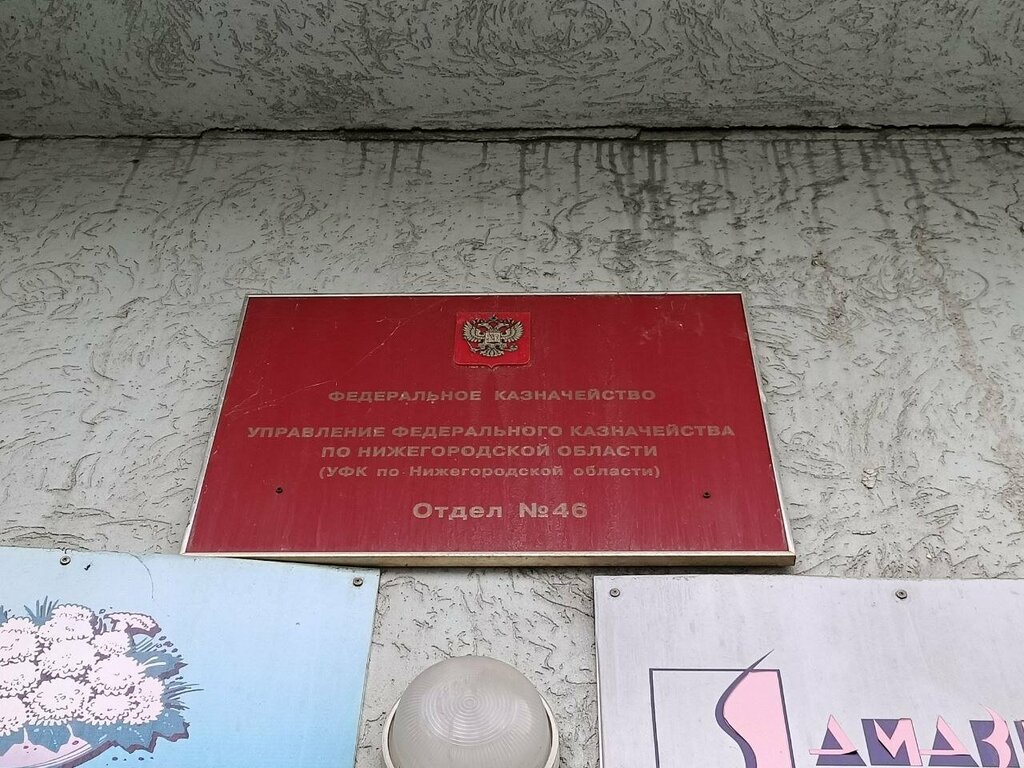 ФЕДЕРАЛЬНОЕ КАЗНАЧЕЙСТВО
УПРАВЛЕНИЕ ФЕДЕРАЛЬНОГО КАЗНАЧЕЙСТВА
ПО НИЖЕГОРОДСКОЙ ОБЛАСТИ
(УФК по Нижегородской области)
Отдел №46